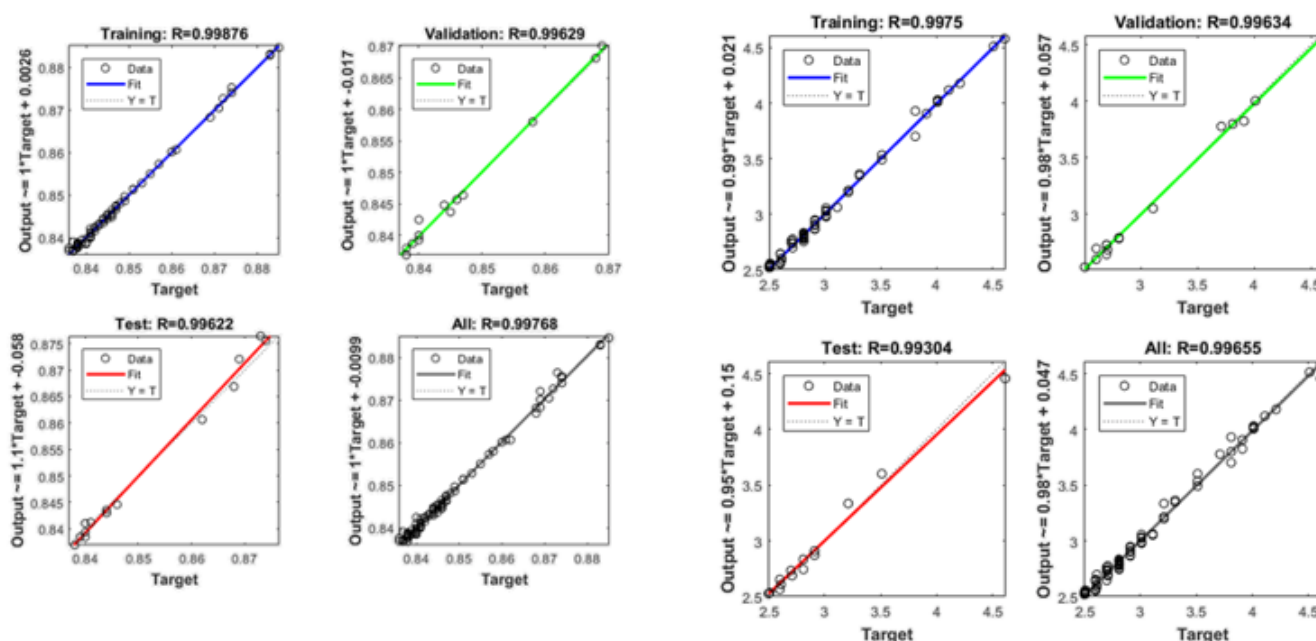 Training: R=0.99876
Output ~= 1*Target + 0.0026
0.88
0.87
0.86
0.85
0.84
Data
Fit
Y = T
0.84 0.85 0.86 0.87 0.88
Target
Validation: R=0.99629
Output ~= 1*Target + -0.017
0.87
0.865
0.86
0.855
0.85
0.845
0.84
Data
Fit
Y = T
0.84 0.85 0.86 0.87
Target
Test: R=0.99622
Output ~= 1.1*Target + -0.058
0.875
0.87
0.865
0.86
0.855
0.85
0.845
0.84
Data
Fit
Y = T
0.84 0.85 0.86 0.87
Target
All: R=0.99768
Output ~= 1*Target + -0.0099
0.88
0.87
0.86
0.85
0.84
Data
Fit
Y = T
0.84 0.85 0.86 0.87 0.88
Target
Training: R=0.9975
Output ~= 0.99*Target + 0.021
4.5
4
3.5
3
2.5
Data
Fit
Y = T
2.5 3 3.5 4 4.5
Target
Validation: R=0.99634
Output ~= 0.98*Target + 0.057
4.5
4
3.5
3
Data
Fit
Y = T
3 3.5 4 4.5
Target
Test: R=0.99304
Output ~= 0.95*Target + 0.15
4.5
4
3.5
3
2.5
Data
Fit
Y = T
2.5 3 3.5 4 4.5
Target
All: R=0.99655
Output ~= 0.98*Target + 0.047
4.5
4
3.5
3
2.5
Data
Fit
Y = T
2.5 3 3.5 4 4.5
Target